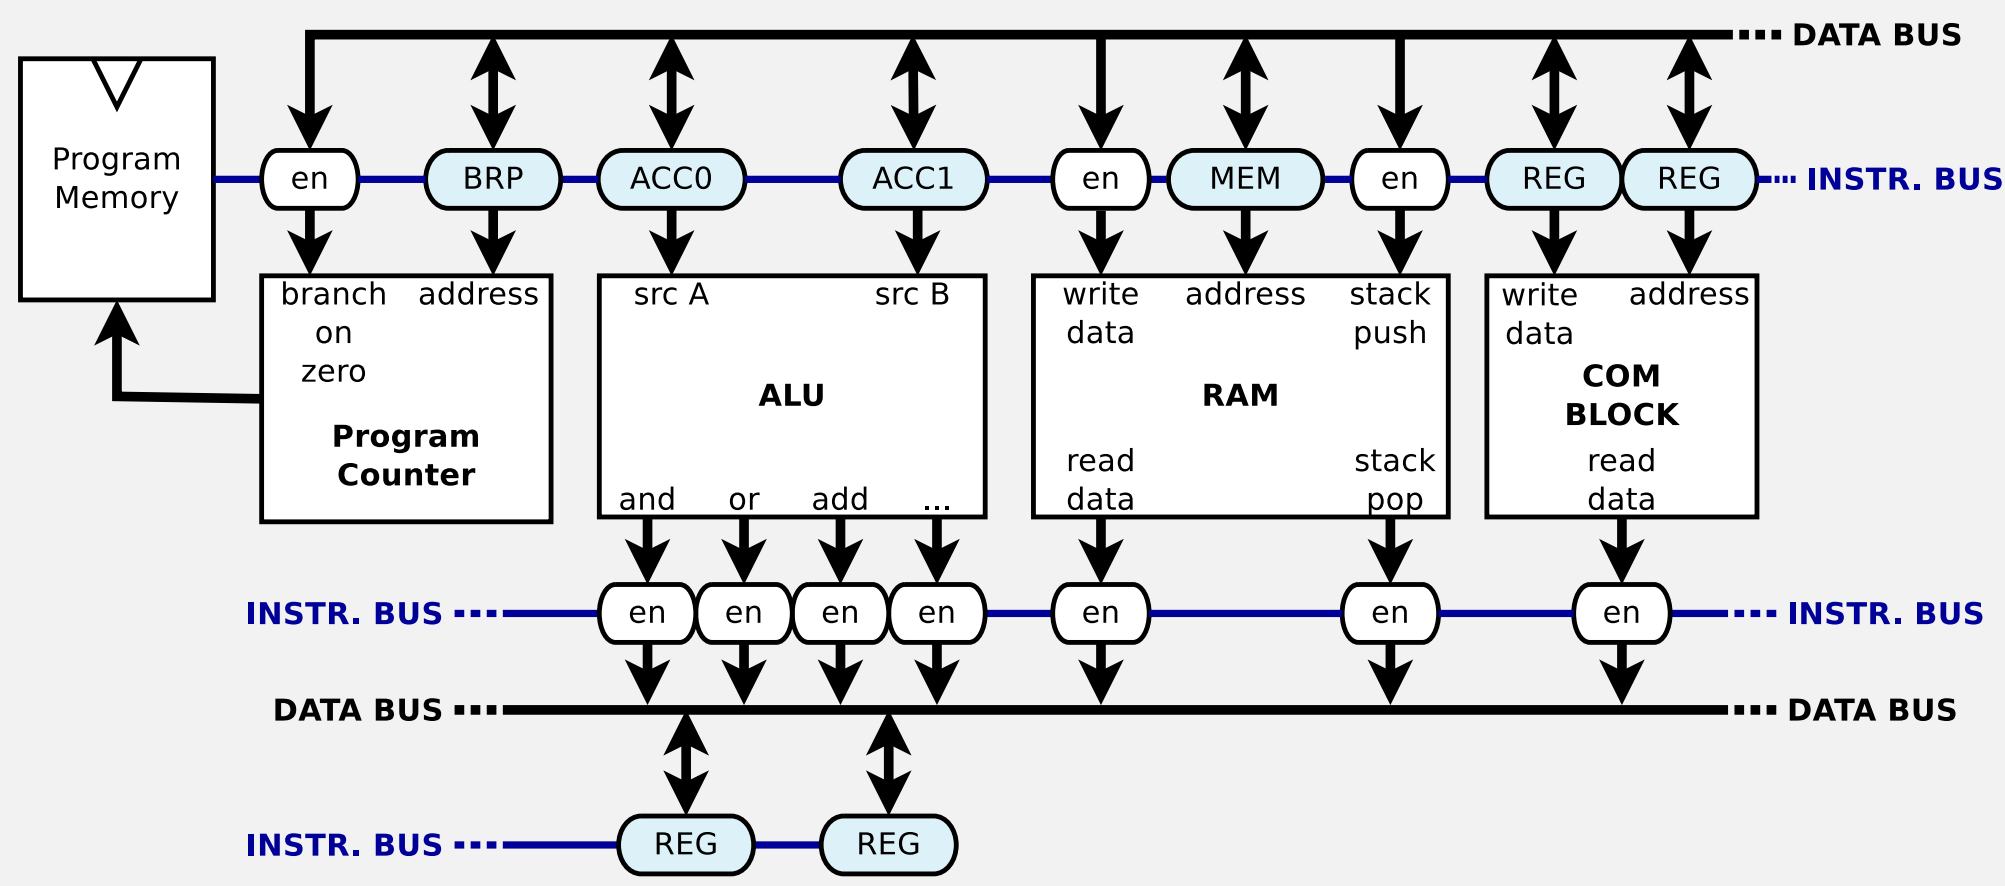 DATA BUS
Program
Memory
en
BRP
ACC0
ACC1
en
MEM
en
REG
REG
INSTR. BUS
branch
on
zero
address
Program
Counter
src A
src B
ALU
and
or
add
...
write
data
address
stack
push
RAM
read
data
stack
pop
write
data
address
COM
BLOCK
read
data
INSTR. BUS
en
en
en
en
en
en
en
INSTR. BUS
DATA BUS
DATA BUS
INSTR. BUS
REG
REG